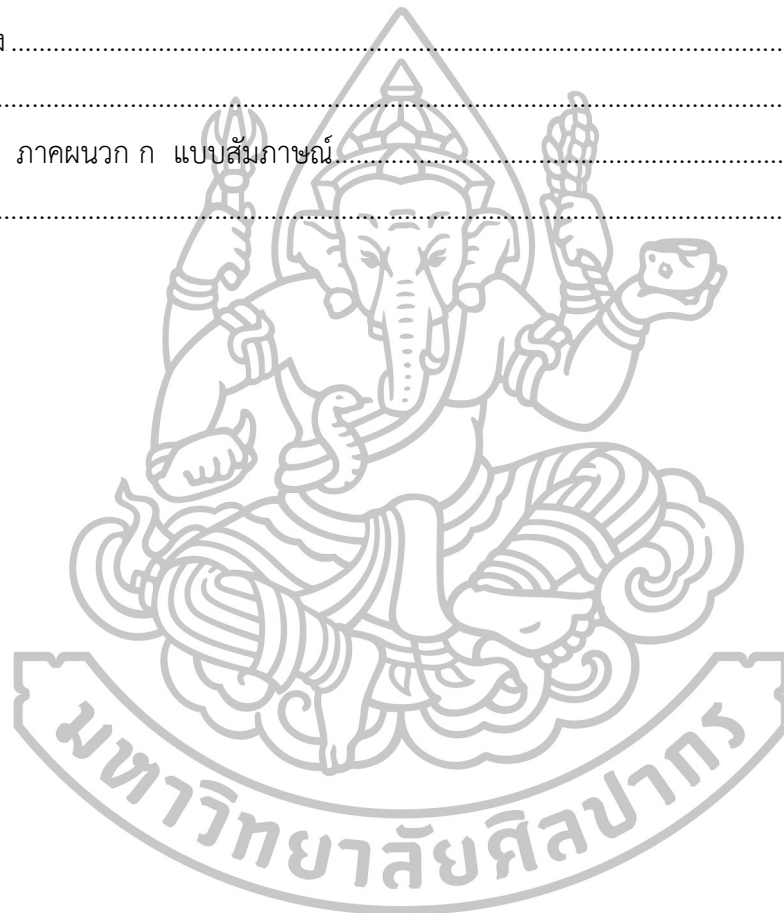 ง ..........................................................................................................
..........................................................................................................
ภาคผนวก ก แบบสัมภาษณ์..............................................................
..........................................................................................................
มหาวิทยาลัยศิลปากร